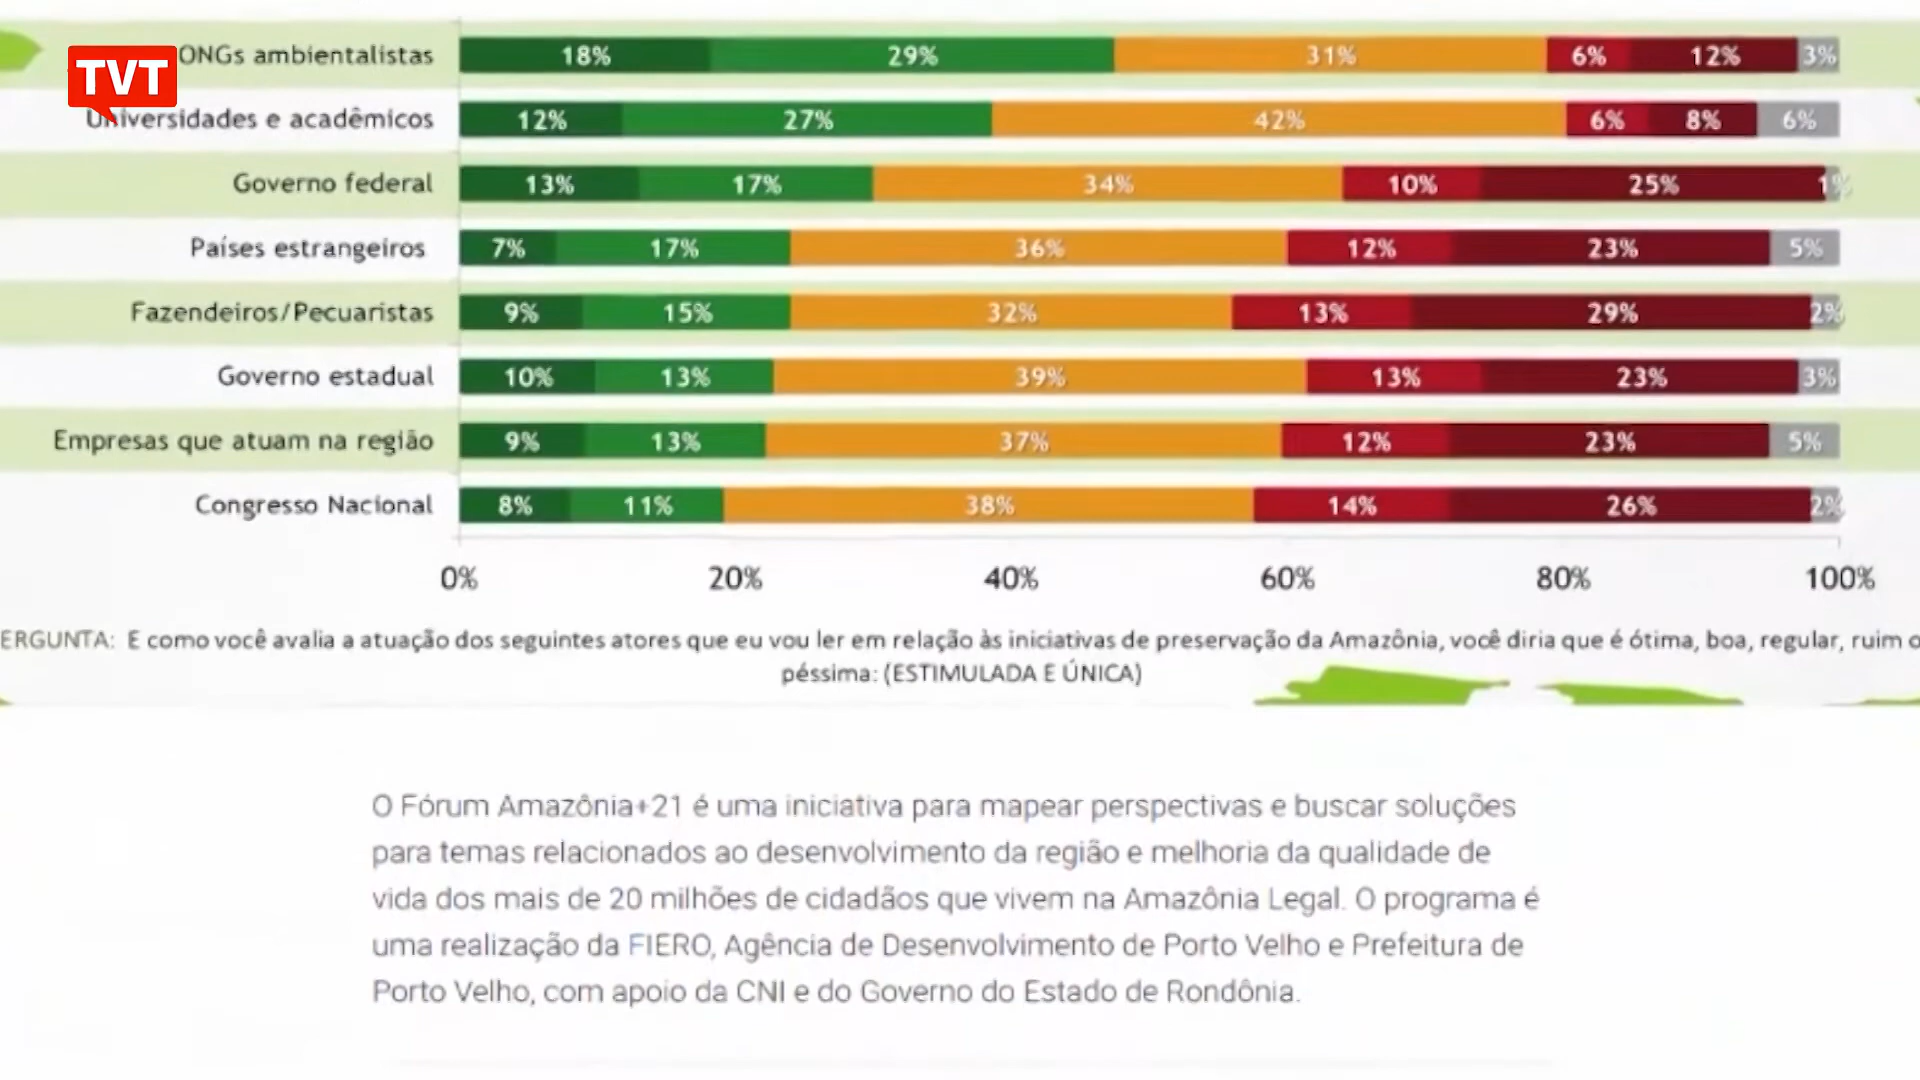 TVT
ONGs ambientalistas 18% 29% 31% 6% 12% 3%
Universidades e acadêmicos 12% 27% 42% 6% 8% 6%
Governo federal 13% 17% 34% 10% 25% 1%
Países estrangeiros 7% 17% 36% 12% 23% 5%
Fazendeiros/Pecuaristas 9% 15% 32% 13% 29% 2%
Governo estadual 10% 13% 39% 13% 23% 3%
Empresas que atuam na região 9% 13% 37% 12% 23% 5%
Congresso Nacional 8% 11% 38% 14% 26% 2%
0% 20% 40% 60% 80% 100%
ERGUNTA: E como você avalia a atuação dos seguintes atores que eu vou ler em relação às iniciativas de preservação da Amazônia, você diria que é ótima, boa, regular, ruim o
péssima: (ESTIMULADA E ÚNICA)
O Fórum Amazônia+21 é uma iniciativa para mapear perspectivas e buscar soluções
para temas relacionados ao desenvolvimento da região e melhoria da qualidade de
vida dos mais de 20 milhões de cidadãos que vivem na Amazônia Legal. O programa é
uma realização da FIERO, Agência de Desenvolvimento de Porto Velho e Prefeitura de
Porto Velho, com apoio da CNI e do Governo do Estado de Rondônia.